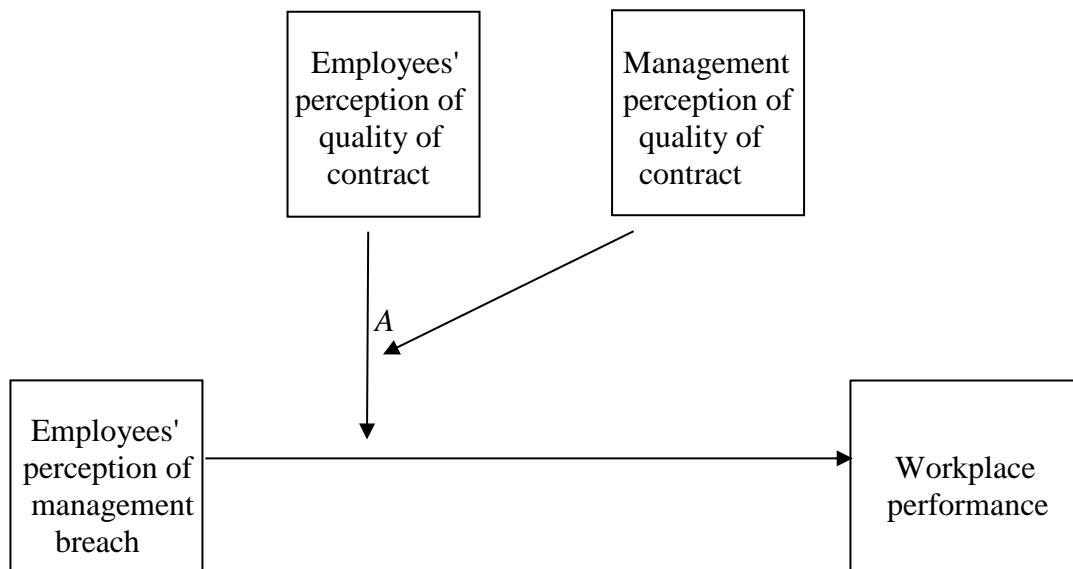 Employees'
perception of
quality of
contract
Management
perception of
quality of
contract
A
Employees'
perception of
management
breach
Workplace
performance